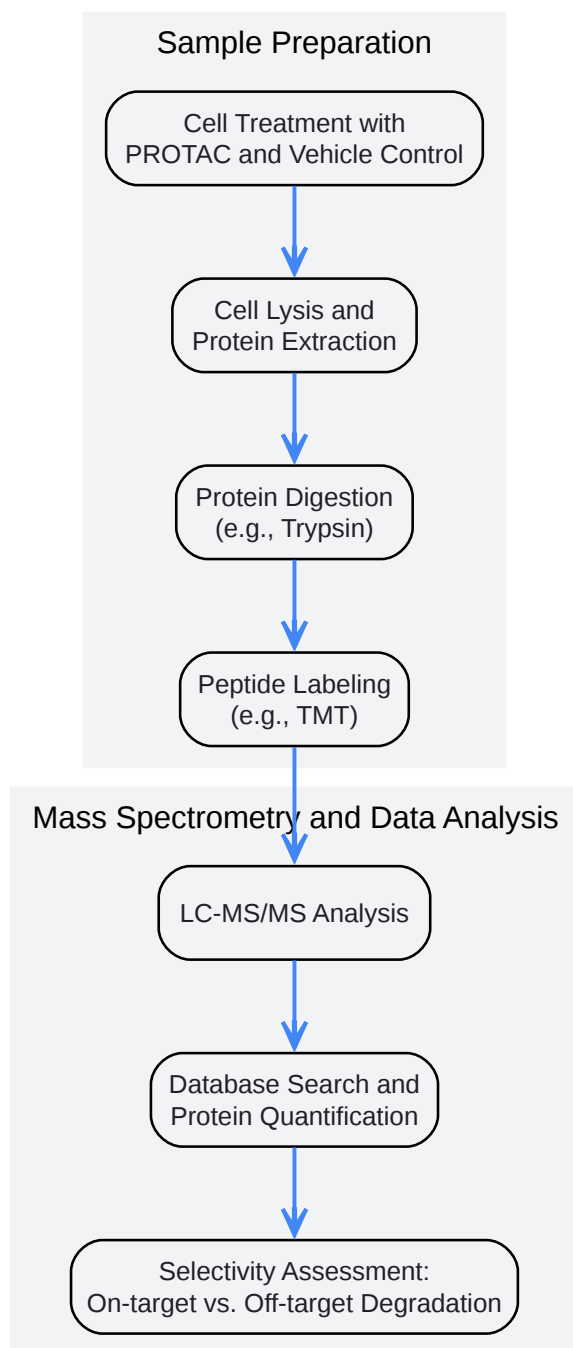 Sample Preparation
Cell Treatment with
PROTAC and Vehicle Control
Cell Lysis and
Protein Extraction
Protein Digestion
(e.g., Trypsin)
Peptide Labeling
(e.g., TMT)
Mass Spectrometry and Data Analysis
LC-MS/MS Analysis
Database Search and
Protein Quantification
Selectivity Assessment:
On-target vs. Off-target Degradation